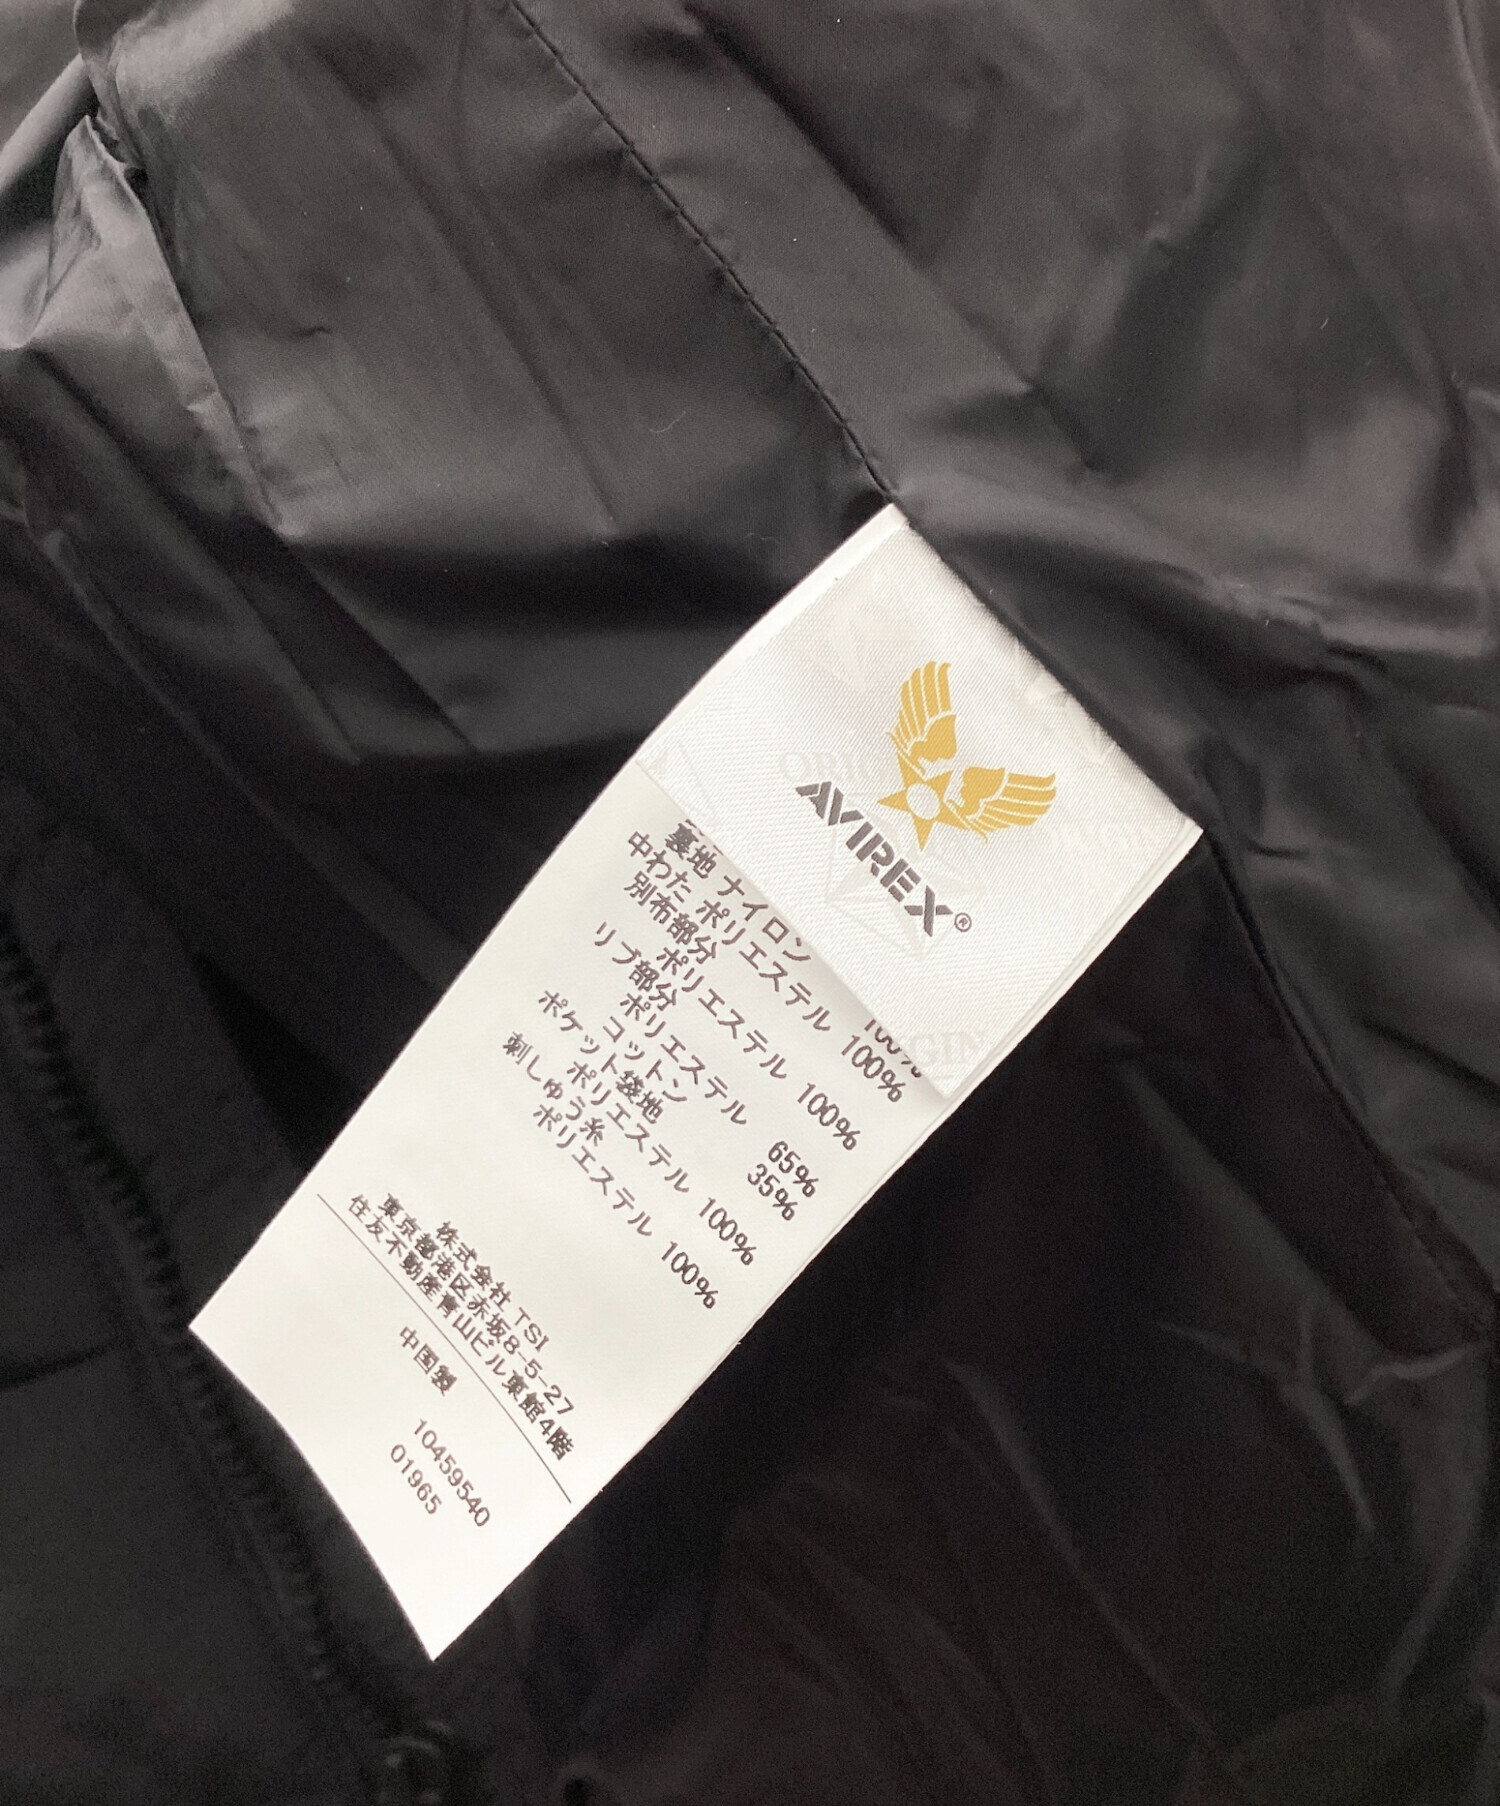 AVIREX®
裏地 ナイロン 100%
中わた ポリエステル 100%
別布部分
ポリエステル 100%
リブ部分
ポリエステル 65%
コットン 35%
ポケット袋地
ポリエステル 100%
刺しゅう糸
ポリエステル 100%
株式会社 TSI
東京都港区赤坂8-5-27
住友不動産青山ビル東館4階
中国製
10459540
01965